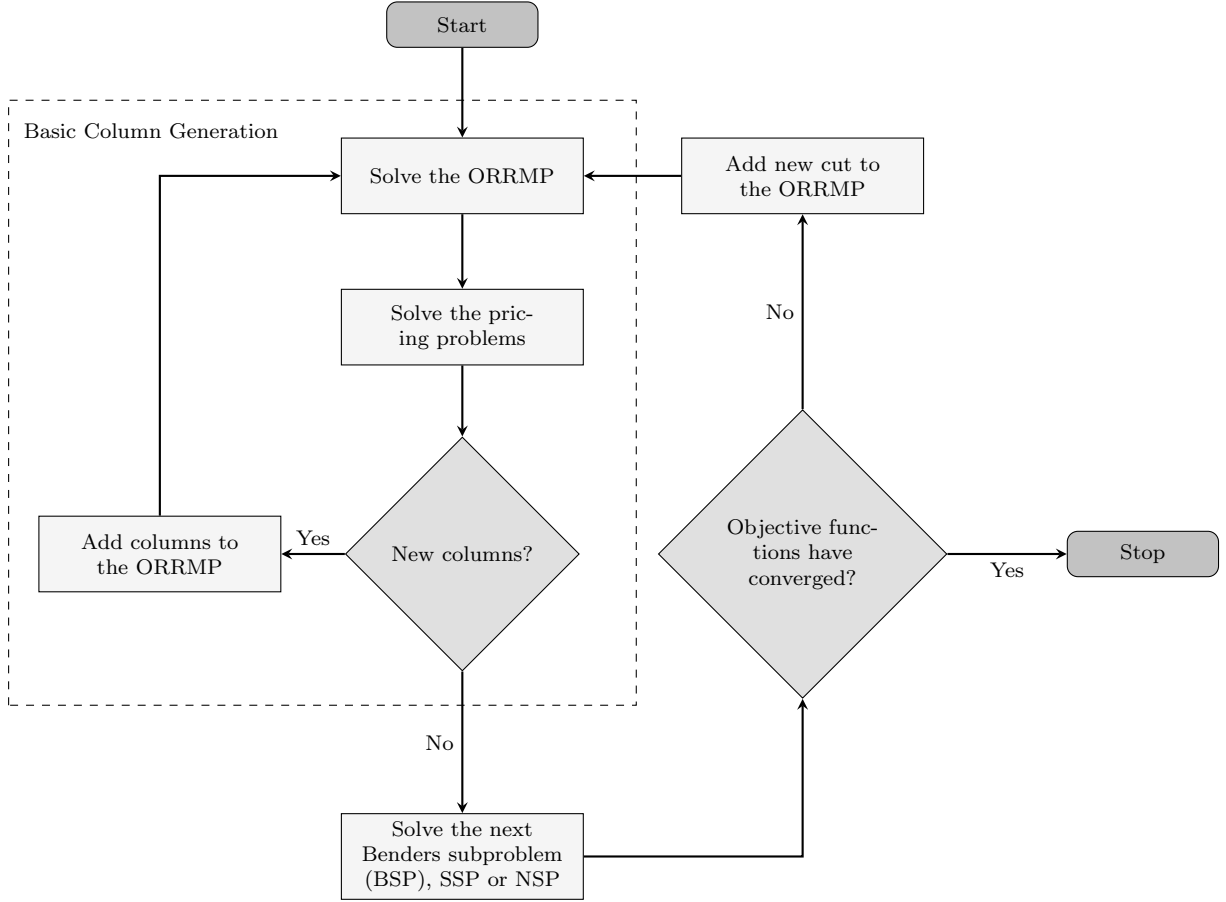 Start
Basic Column Generation
Solve the ORRMP
Add new cut to
the ORRMP
Solve the pric-
ing problems
No
New columns?
Yes
Add columns to
the ORRMP
Objective func-
tions have
converged?
Yes
Stop
No
Solve the next
Benders subproblem
(BSP), SSP or NSP